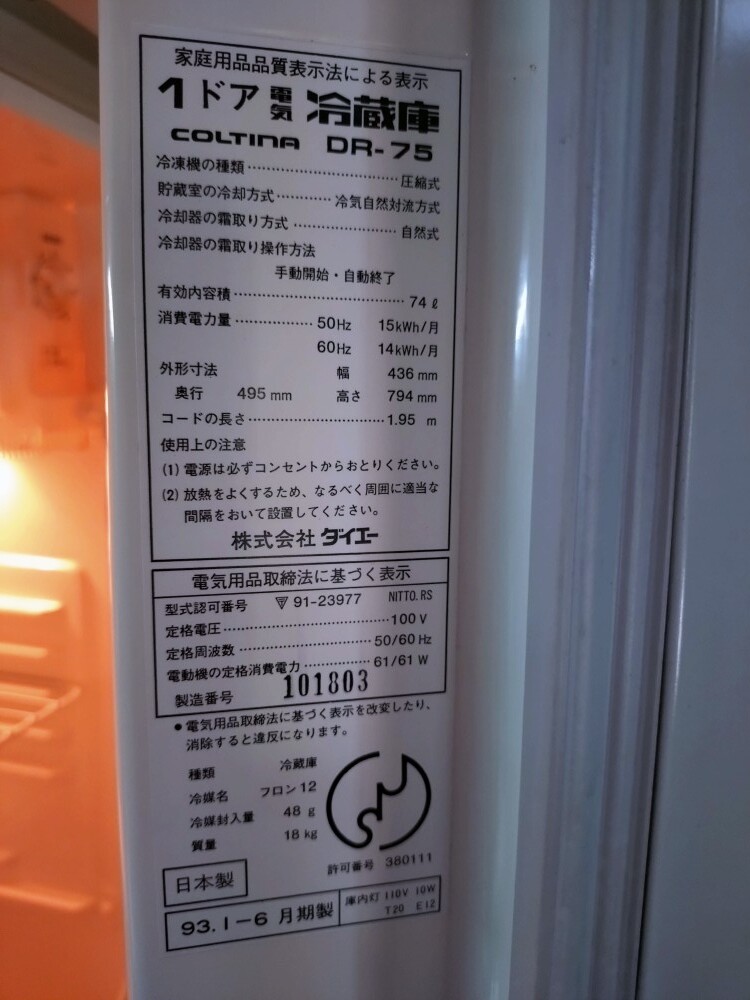 家庭用品品質表示法による表示
1ドア 電気 冷蔵庫
COLTINA DR-75
冷凍機の種類……………………圧縮式
貯蔵室の冷却方式…………冷気自然対流方式
冷却器の霜取り方式……………………自然式
冷却器の霜取り操作方法
手動開始・自動終了
有効内容積……………………………74ℓ
消費電力量……………50Hz 15kWh/月
60Hz 14kWh/月
外形寸法 幅 436mm
奥行 495mm 高さ 794mm
コードの長さ……………………1.95 m
使用上の注意
(1) 電源は必ずコンセントからおとりください。
(2) 放熱をよくするため、なるべく周囲に適当な
間隔をおいて設置してください。
株式会社 ダイエー
電気用品取締法に基づく表示
型式認可番号 91-23977 NITTO.RS
定格電圧……………………………100V
定格周波数………………………50/60Hz
電動機の定格消費電力…………61/61W
製造番号 101803
●電気用品取締法に基づく表示を改変したり、
消除すると違反になります。
種類 冷蔵庫
冷媒名 フロン12
冷媒封入量 48 g
質量 18 kg
許可番号 380111
日本製
93.1-6 月期製
庫内灯 110V 10W
T20 E12